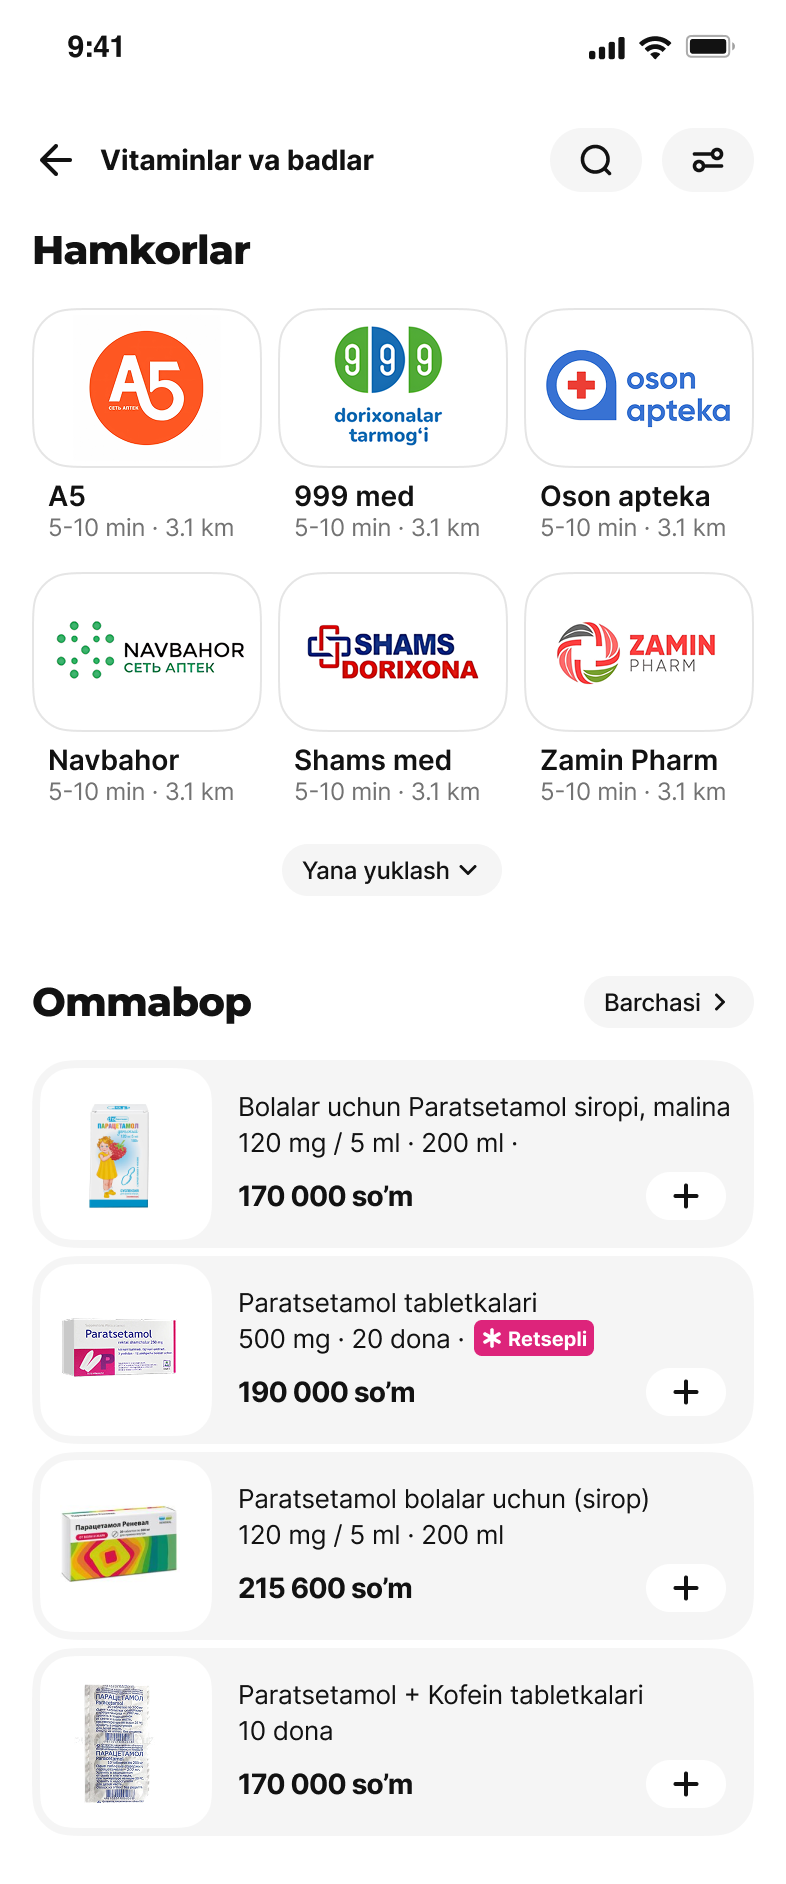 9:41
Vitaminlar va badlar
Hamkorlar
A5
СЕТЬ АПТЕК
999
dorixonalar
tarmog‘i
oson
apteka
A5
5-10 min · 3.1 km
999 med
5-10 min · 3.1 km
Oson apteka
5-10 min · 3.1 km
NAVBAHOR
СЕТЬ АПТЕК
SHAMS
DORIXONA
ZAMIN
PHARM
Navbahor
5-10 min · 3.1 km
Shams med
5-10 min · 3.1 km
Zamin Pharm
5-10 min · 3.1 km
Yana yuklash
Ommabop
Barchasi
ПАРАЦЕТАМОЛ
Bolalar uchun Paratsetamol siropi, malina
120 mg / 5 ml · 200 ml ·
170 000 so’m
Paratsetamol
Paratsetamol tabletkalari
500 mg · 20 dona · Retsepli
190 000 so’m
Парацетамол Реневал
Paratsetamol bolalar uchun (sirop)
120 mg / 5 ml · 200 ml
215 600 so’m
ПАРАЦЕТАМОЛ
ПАРАЦЕТАМОЛ
Paratsetamol + Kofein tabletkalari
10 dona
170 000 so’m